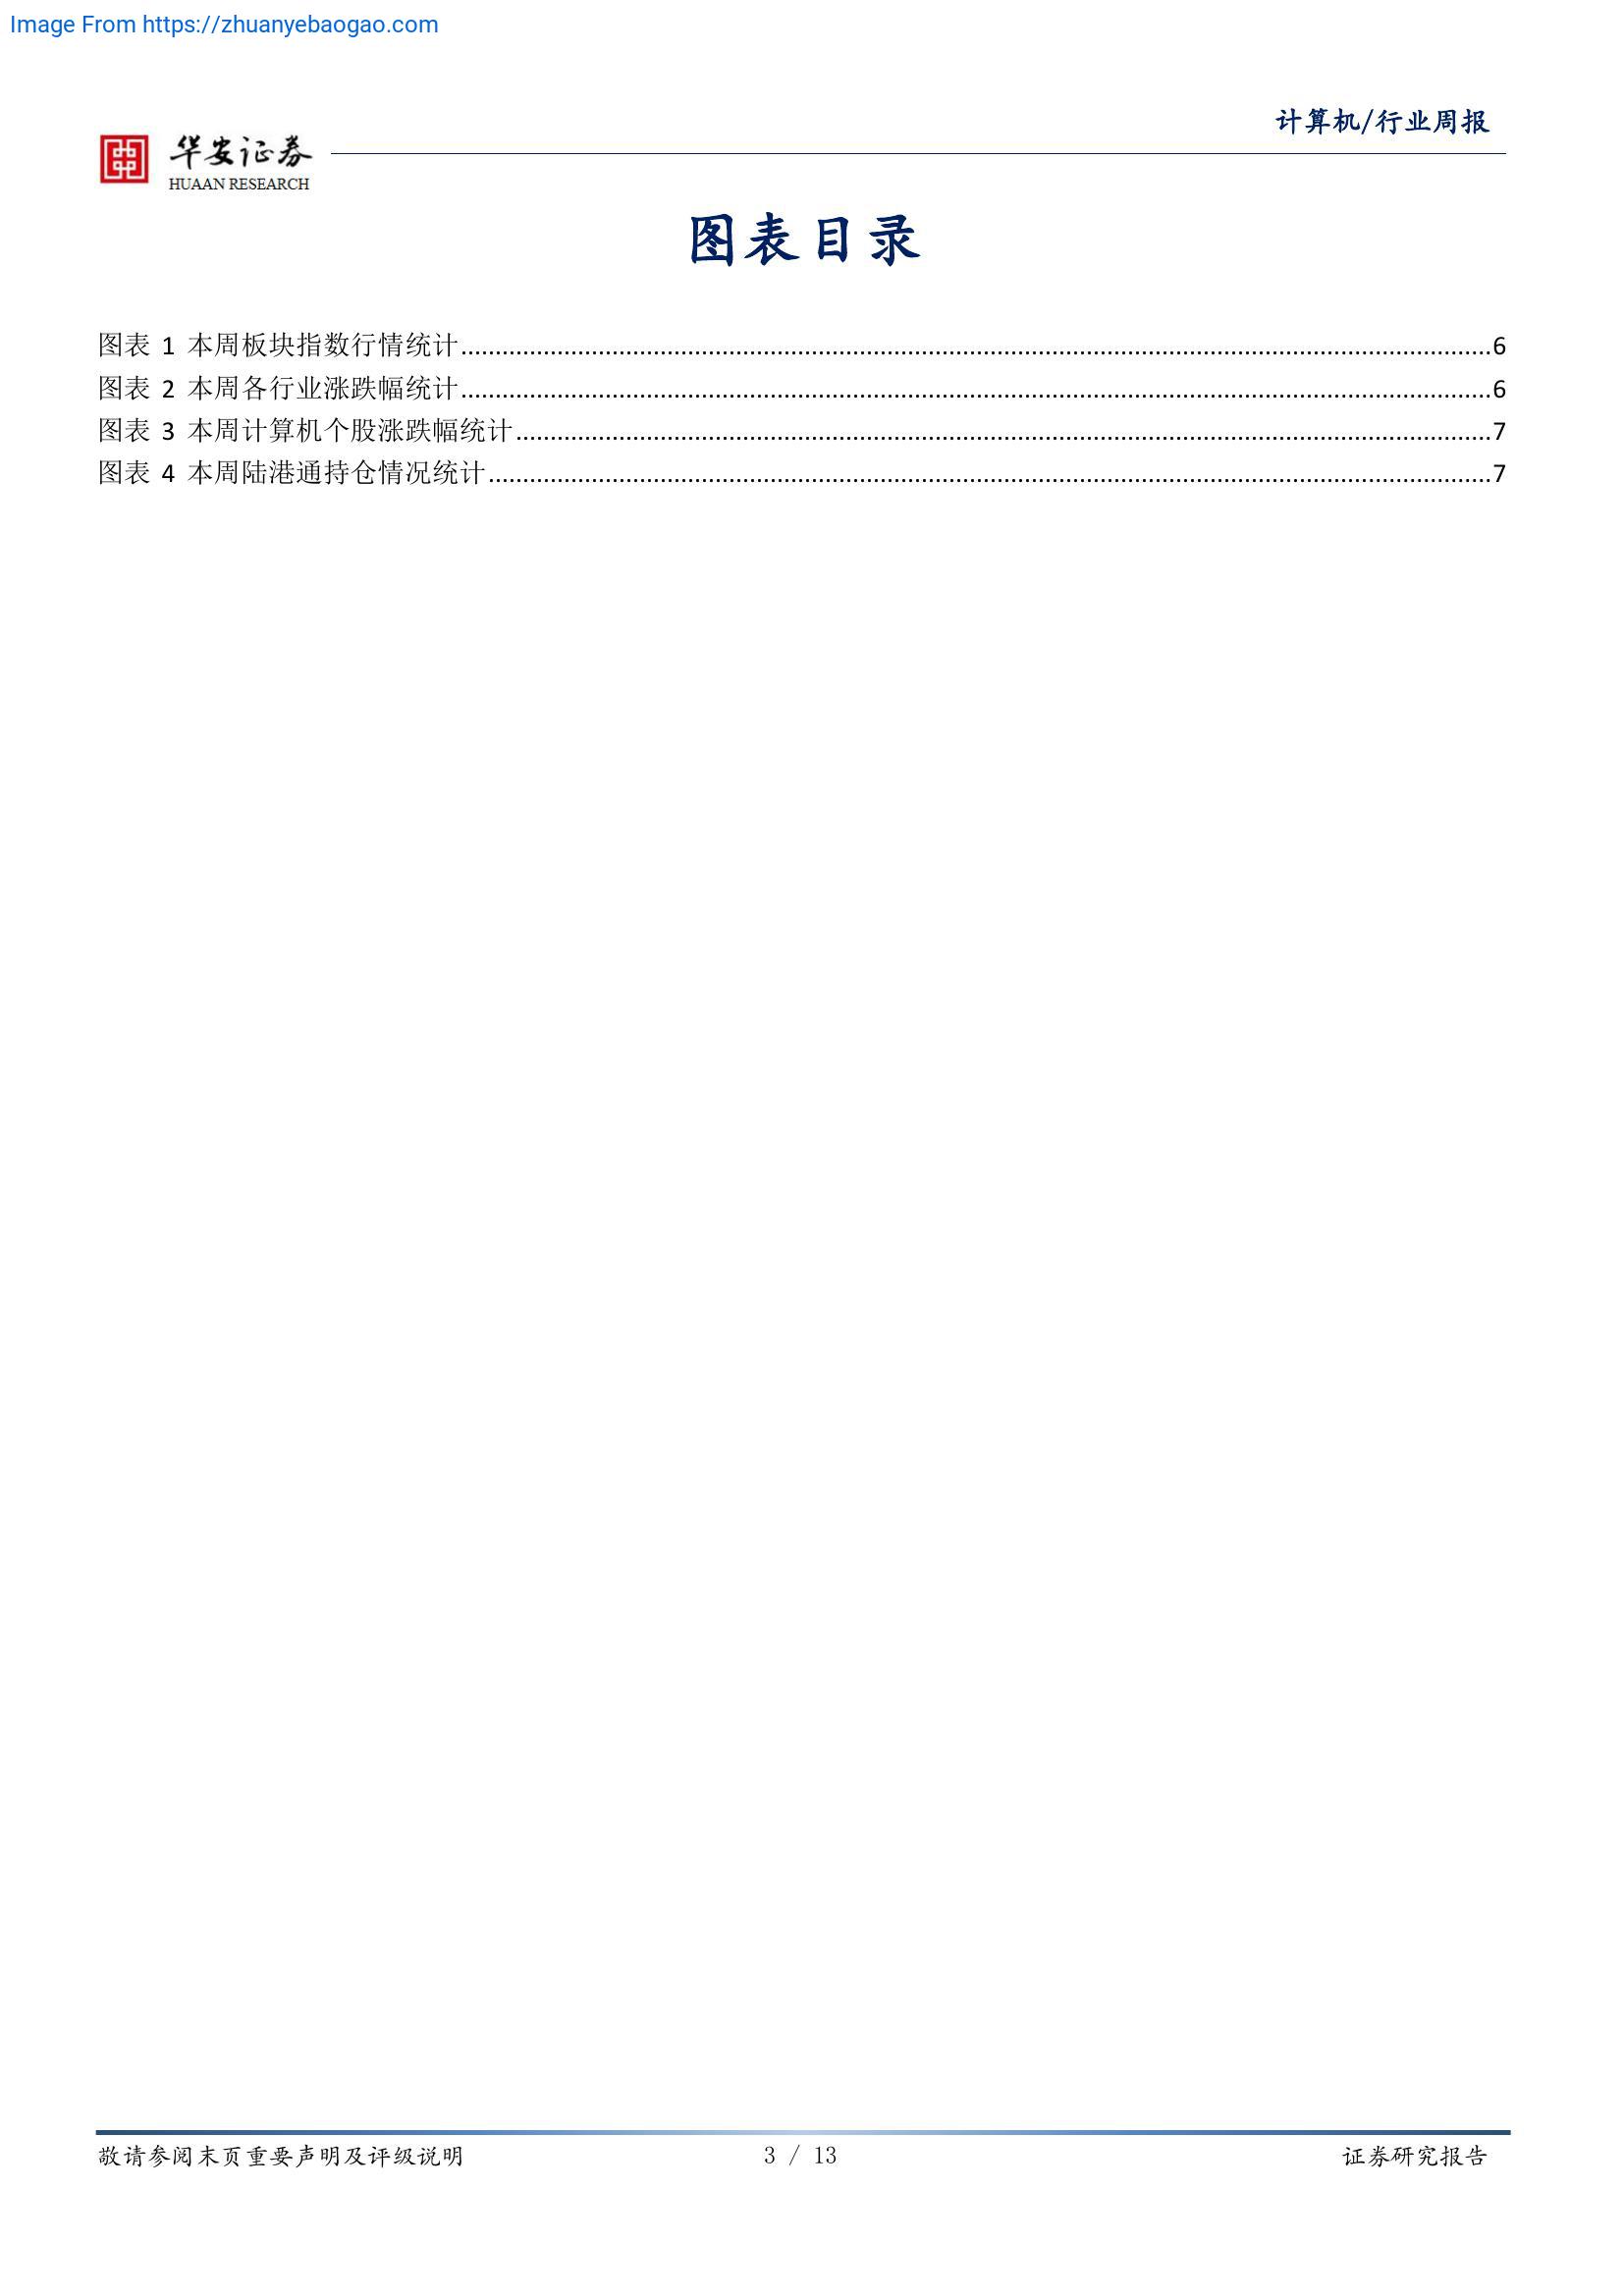 Image From https://zhuanyebaogao.com
计算机/行业周报
华安证券
HUAAN RESEARCH
图表目录
图表 1 本周板块指数行情统计........................................6
图表 2 本周各行业涨跌幅统计........................................6
图表 3 本周计算机个股涨跌幅统计........................................7
图表 4 本周陆港通持仓情况统计........................................7
敬请参阅末页重要声明及评级说明
3 / 13
证券研究报告